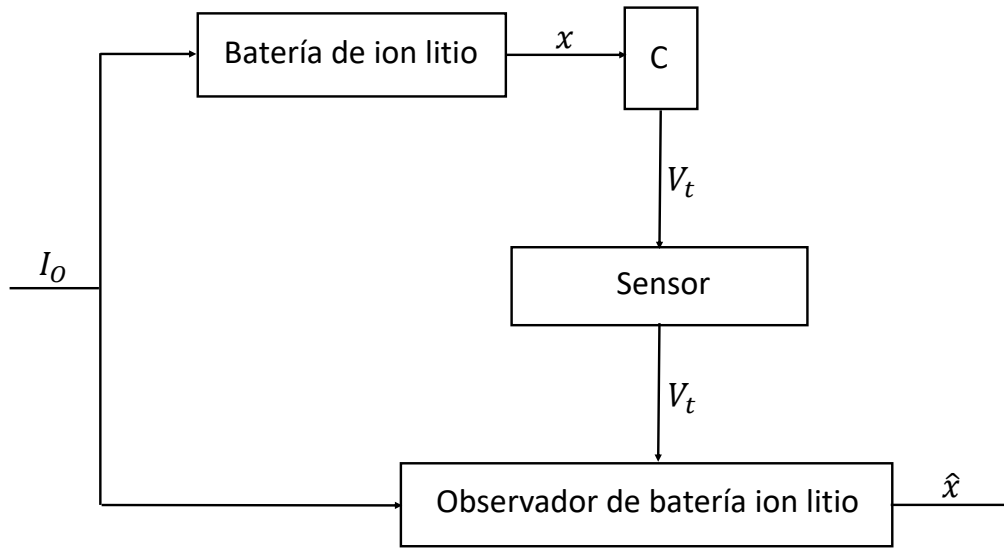 Batería de ion litio
x
C
V_t
I_O
Sensor
V_t
Observador de batería ion litio
x̂